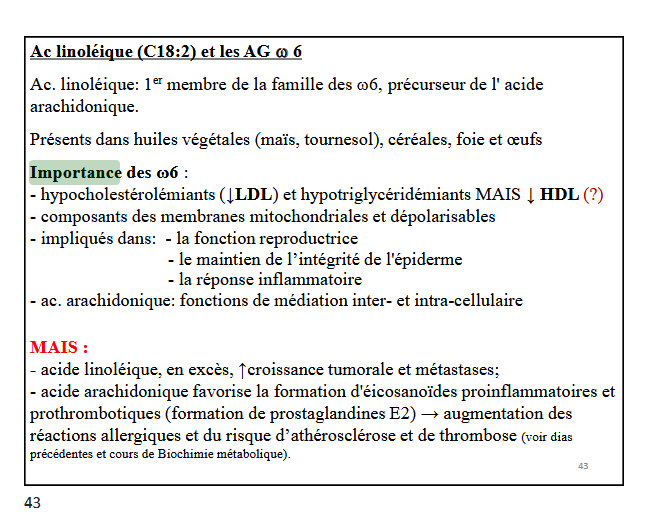 Ac linoléique (C18:2) et les AG ω 6
Ac. linoléique: 1er membre de la famille des ω6, précurseur de l' acide
arachidonique.
Présents dans huiles végétales (maïs, tournesol), céréales, foie et œufs
Importance des ω6 :
- hypocholestérolémiants (↓LDL) et hypotriglycéridémiants MAIS ↓ HDL (?)
- composants des membranes mitochondriales et dépolarisables
- impliqués dans:  - la fonction reproductrice
- le maintien de l’intégrité de l'épiderme
- la réponse inflammatoire
- ac. arachidonique: fonctions de médiation inter- et intra-cellulaire
MAIS :
- acide linoléique, en excès, ↑croissance tumorale et métastases;
- acide arachidonique favorise la formation d'éicosanoïdes proinflammatoires et
prothrombotiques (formation de prostaglandines E2) → augmentation des
réactions allergiques et du risque d’athérosclérose et de thrombose (voir dias
précédentes et cours de Biochimie métabolique).
43
43